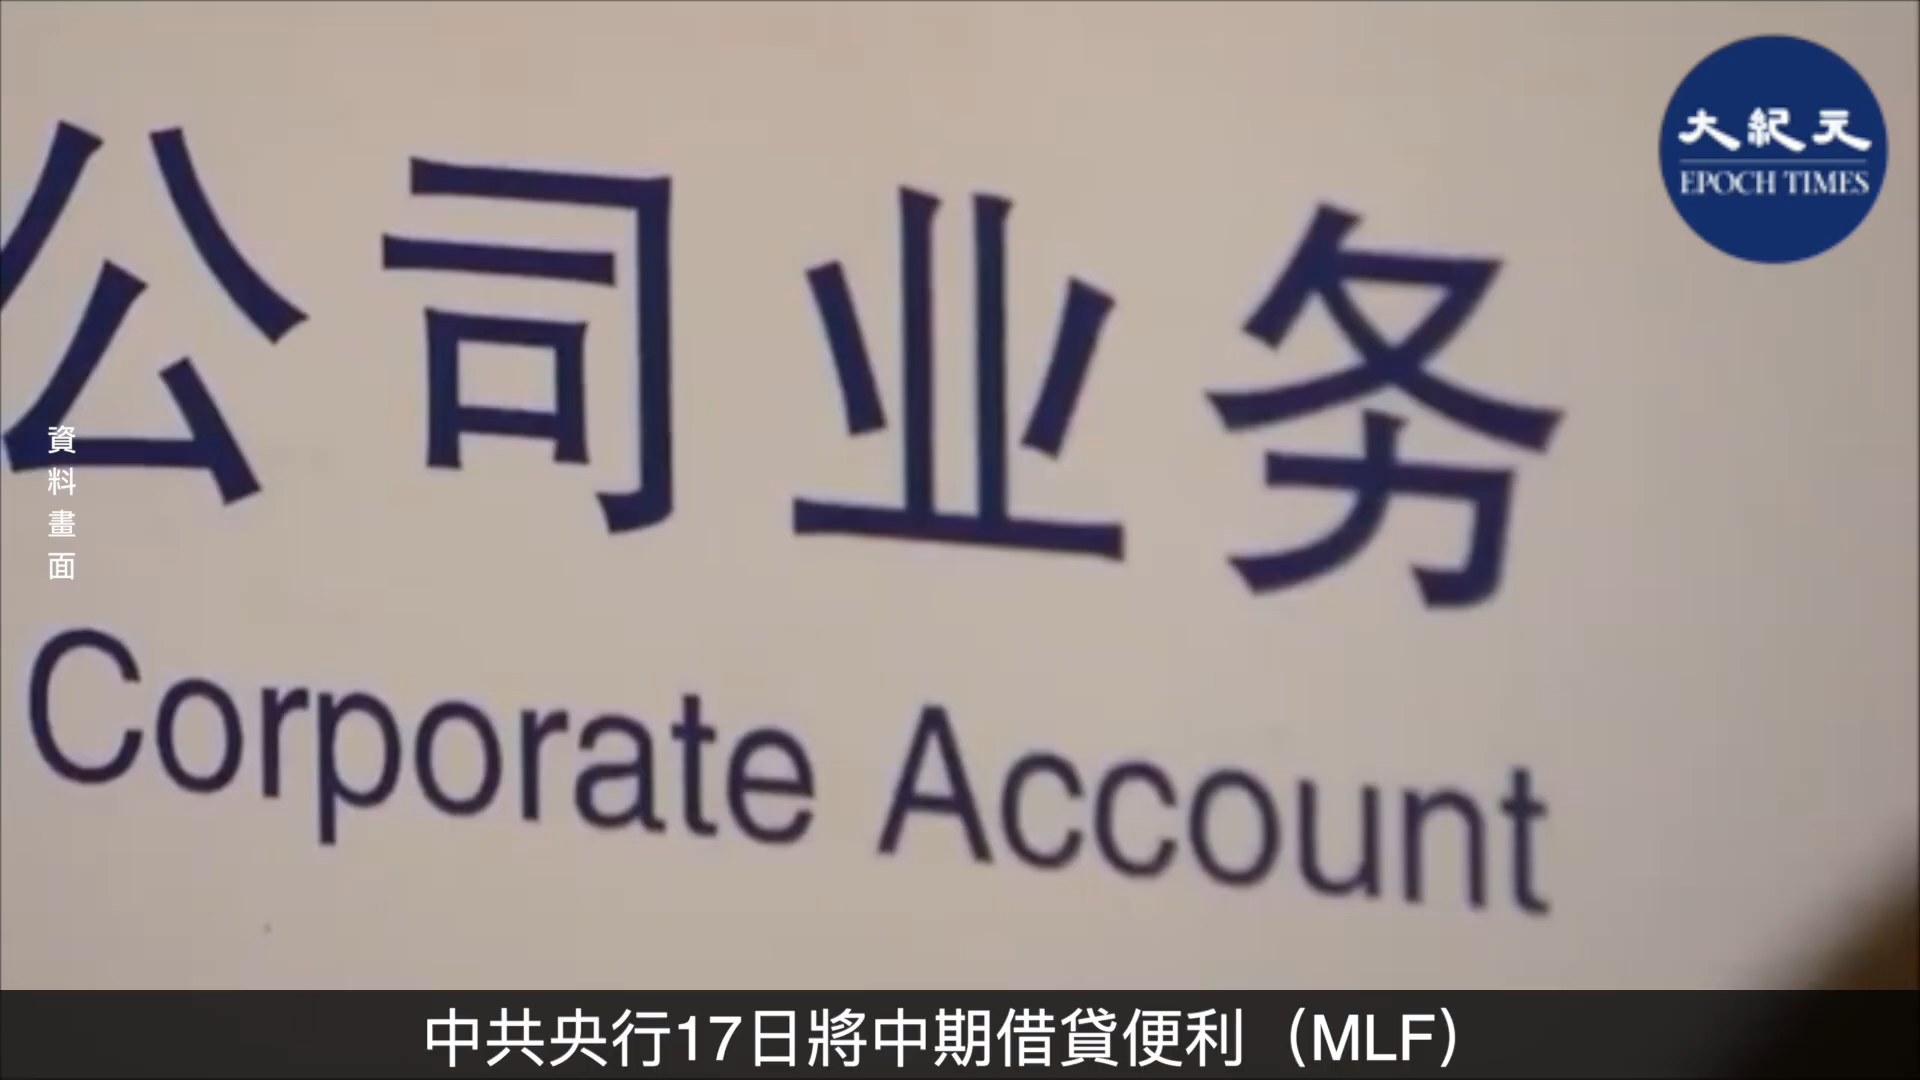 大紀元
EPOCH TIMES
公司业务
資料畫面
Corporate Account
中共央行17日將中期借貸便利（MLF）